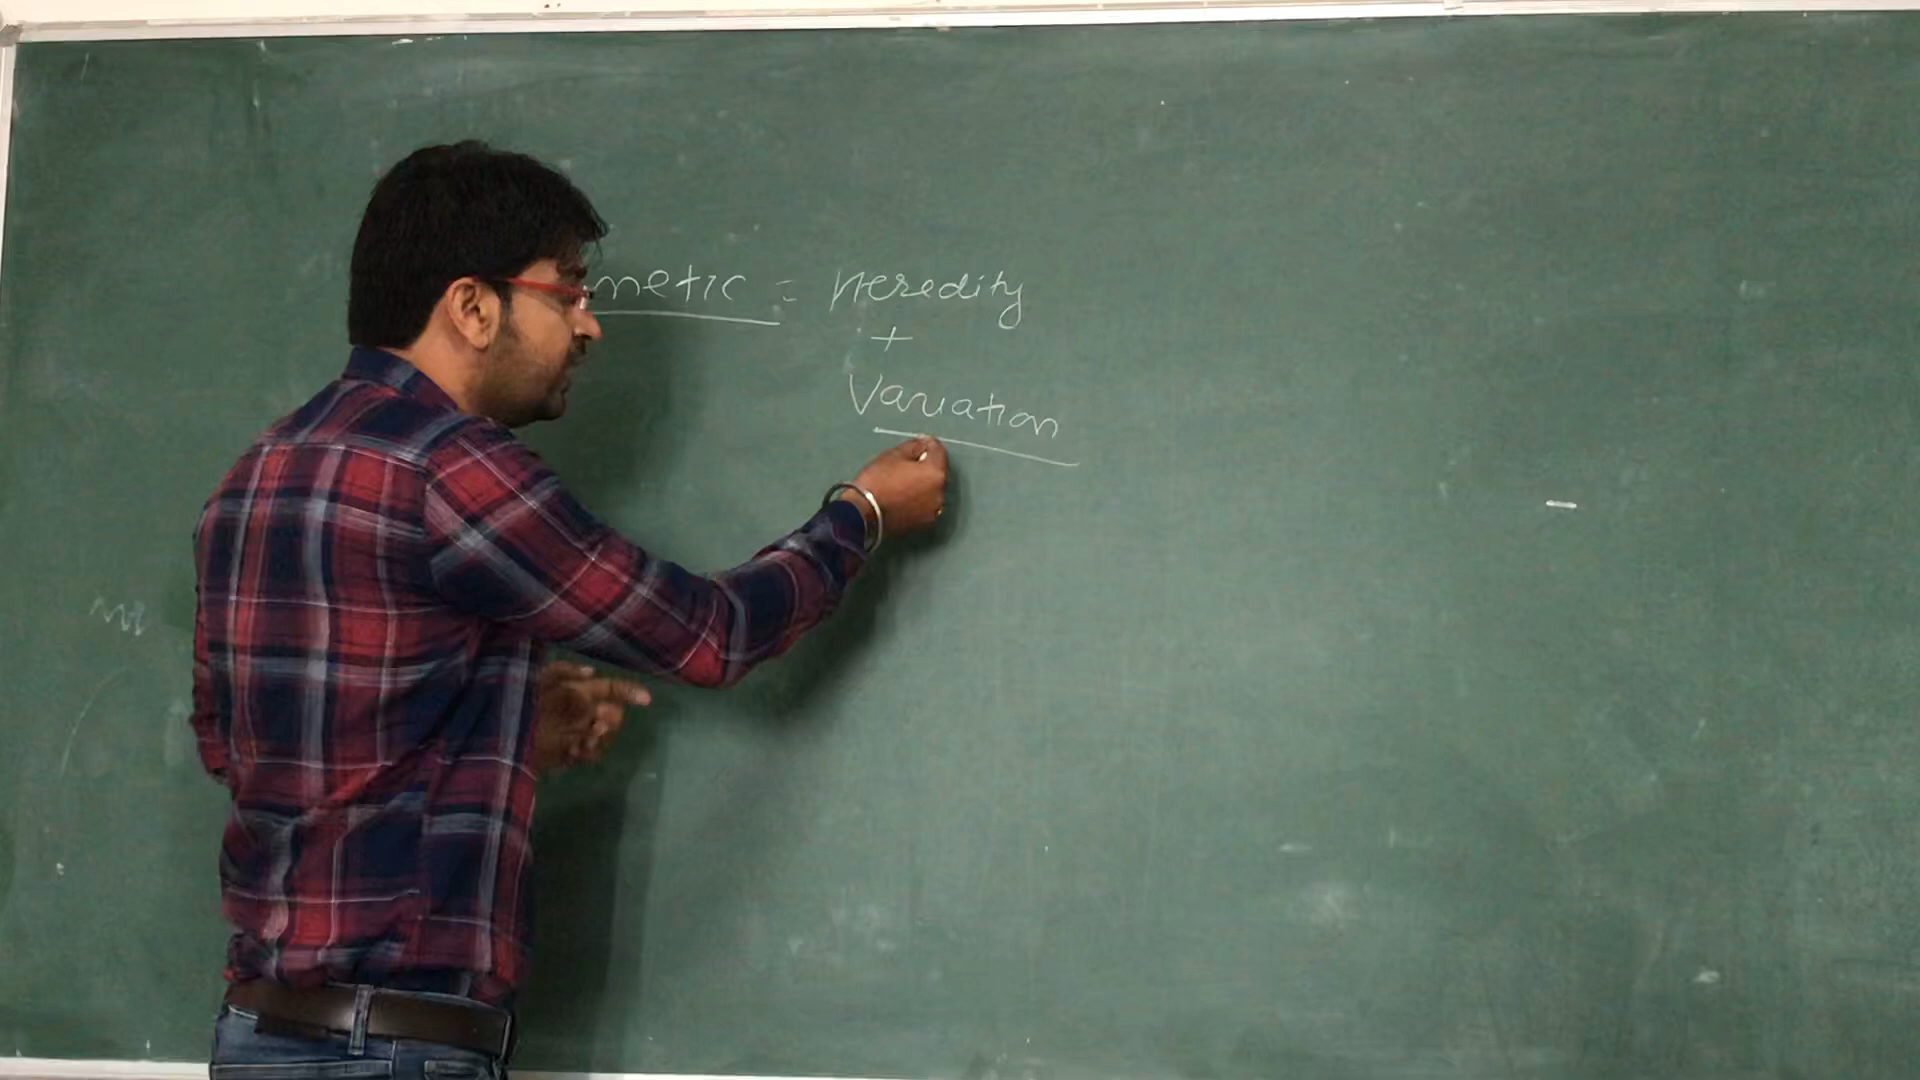 netic = Heredity
+
Variation